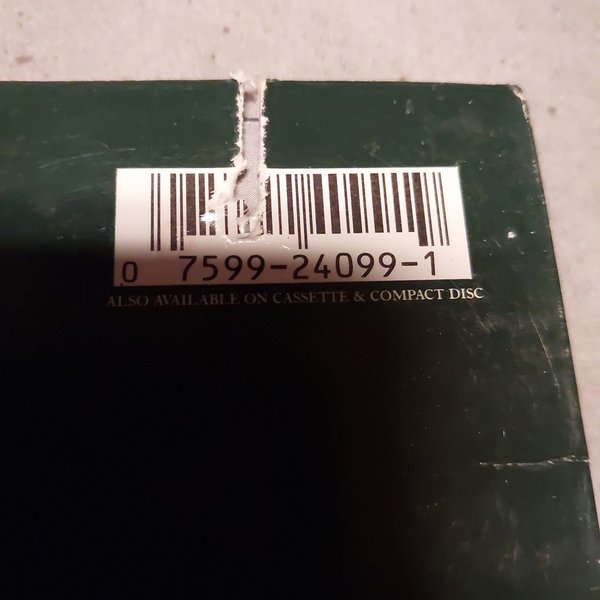 0 7599-24099-1
ALSO AVAILABLE ON CASSETTE & COMPACT DISC